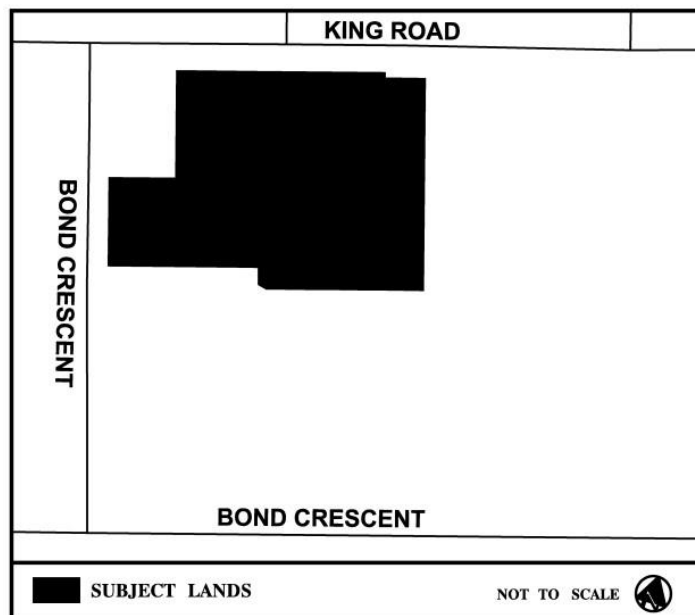 KING ROAD
BOND CRESCENT
BOND CRESCENT
SUBJECT LANDS
NOT TO SCALE